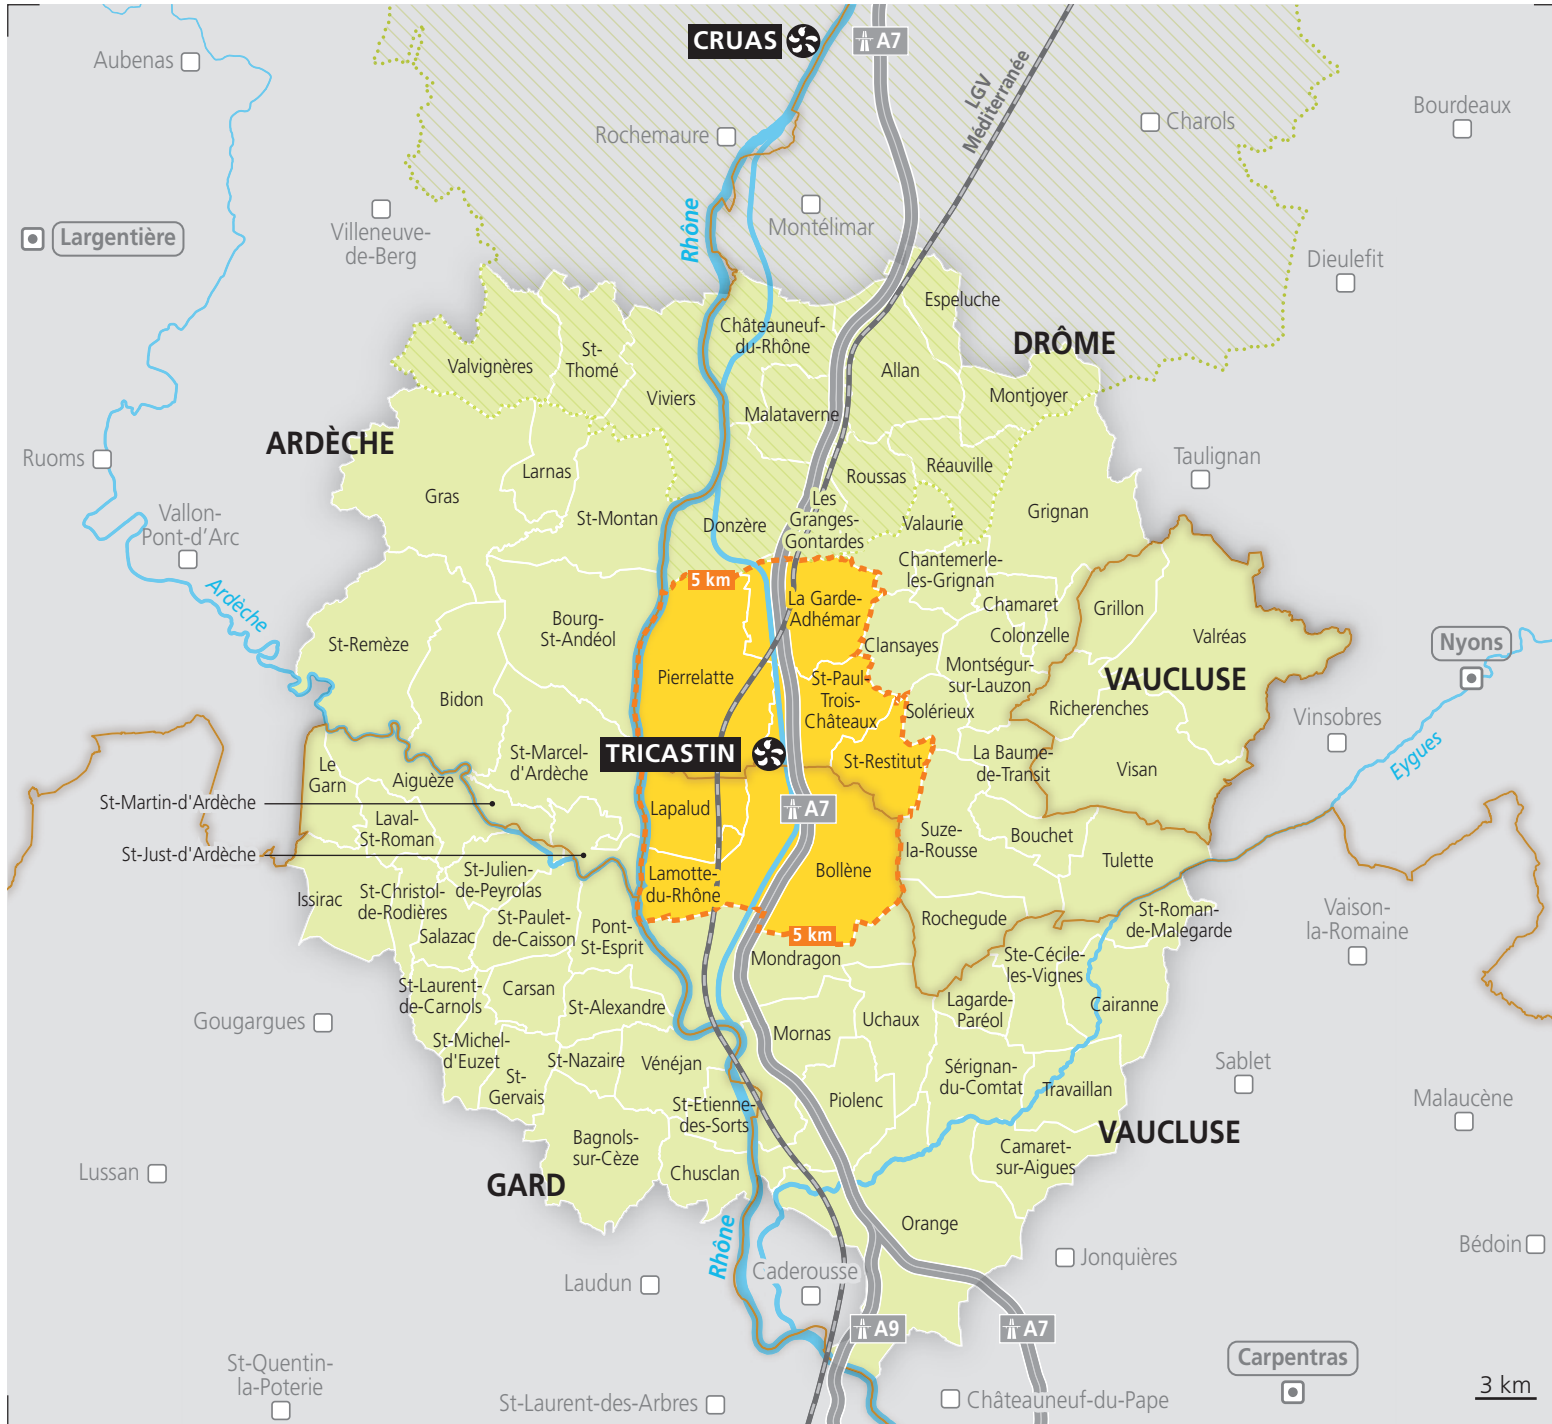 CRUAS
A7
Aubenas
LGV
Méditerranée
Bourdeaux
Charols
Rochemaure
Rhône
Largentière
Villeneuve-
de-Berg
Montélimar
Dieulefit
Espeluche
Châteauneuf-
du-Rhône
DRÔME
St-
Thomé
Valvignères
Allan
Viviers
Montjoyer
Malataverne
ARDÈCHE
Ruoms
Taulignan
Larnas
Réauville
Roussas
Gras
Les
Granges-
Gontardes
Grignan
St-Montan
Donzère
Valaurie
Vallon-
Pont-d'Arc
Chantemerle-
les-Grignan
5 km
Ardèche
La Garde-
Adhémar
Chamaret
Grillon
Bourg-
St-Andéol
Colonzelle
Valréas
St-Remèze
Clansayes
Nyons
Pierrelatte
Montségur-
sur-Lauzon
VAUCLUSE
St-Paul-
Trois-
Châteaux
Bidon
Solérieux
Richerenches
Vinsobres
TRICASTIN
St-Marcel-
d'Ardèche
St-Restitut
La Baume-
de-Transit
Visan
Eygues
Le
Garn
Aiguèze
St-Martin-d'Ardèche
Lapalud
A7
Laval-
St-Roman
Suze-
la-Rousse
Bouchet
St-Just-d'Ardèche
Tulette
St-Julien-
de-Peyrolas
Lamotte-
du-Rhône
Bollène
Issirac
St-Christol-
de-Rodières
St-Paulet-
de-Caisson
Pont-
St-Esprit
Rochegude
St-Roman-
de-Malegarde
Vaison-
la-Romaine
Salazac
5 km
Mondragon
Ste-Cécile-
les-Vignes
St-Laurent-
de-Carnols
Carsan
St-Alexandre
Lagarde-
Paréol
Cairanne
Gougargues
Uchaux
Mornas
St-Michel-
d'Euzet
St-Nazaire
Vénéjan
Sablet
St-
Gervais
Sérignan-
du-Comtat
Travaillan
Piolenc
St-Etienne-
des-Sorts
Malaucène
VAUCLUSE
Bagnols-
sur-Cèze
Camaret-
sur-Aigues
Lussan
Chusclan
GARD
Orange
Rhône
Bédoin
Jonquières
Caderousse
Laudun
A9
A7
Carpentras
St-Quentin-
la-Poterie
3 km
St-Laurent-des-Arbres
Châteauneuf-du-Pape